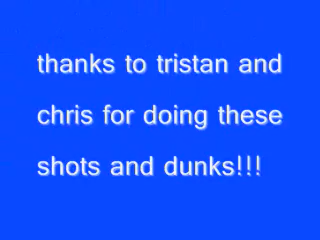 thanks to tristan and
chris for doing these
shots and dunks!!!